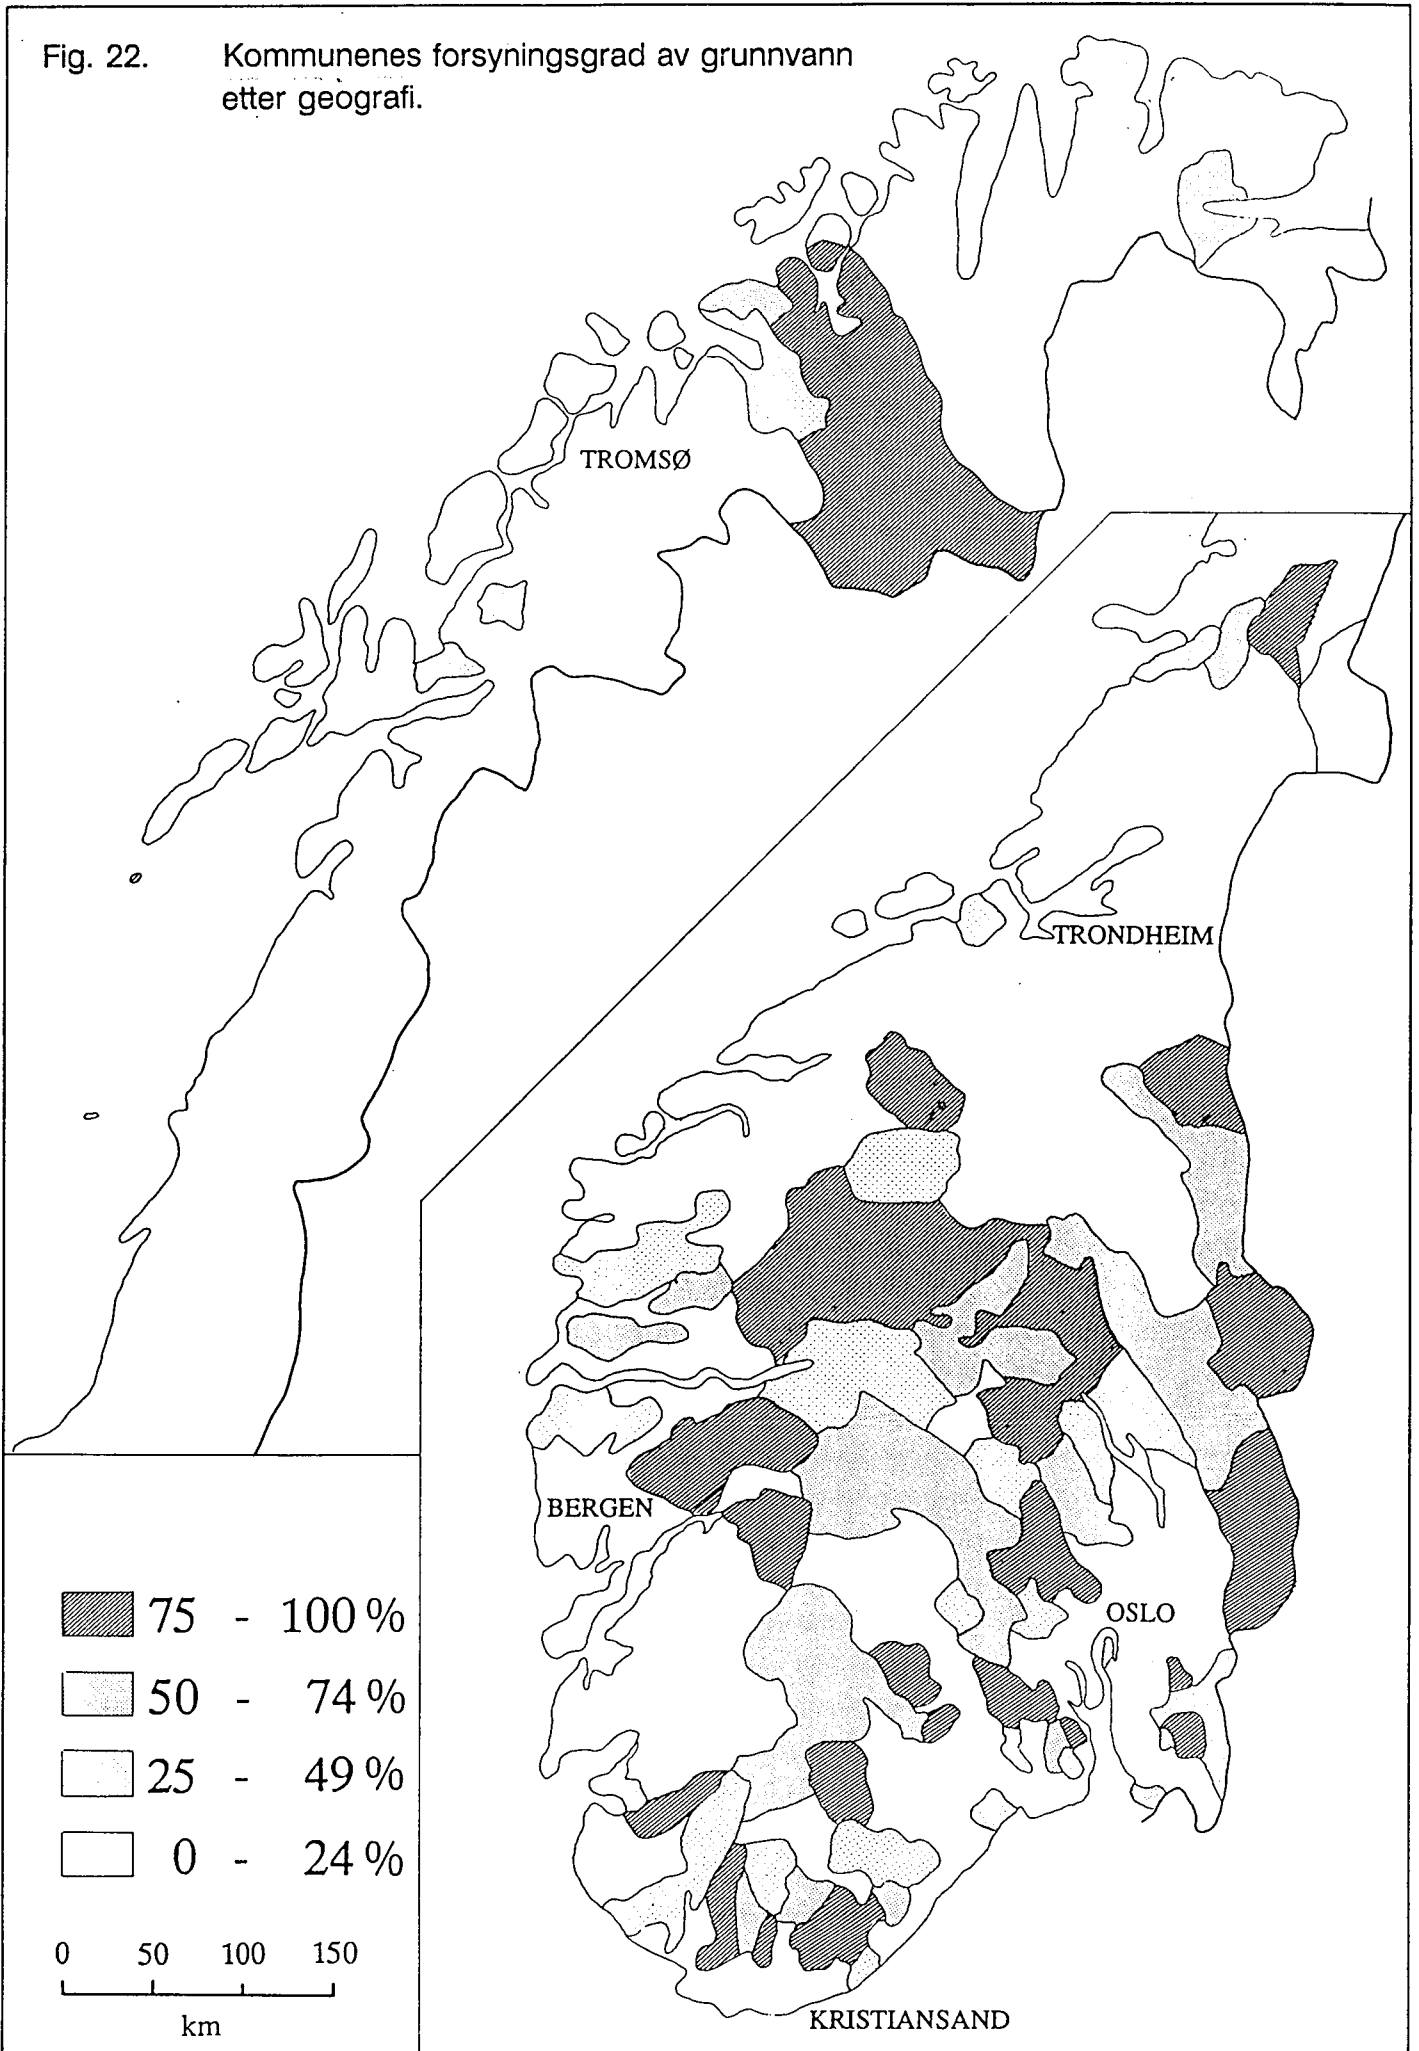 Fig. 22. Kommunenes forsyningsgrad av grunnvann
etter geografi.
TROMSØ
TRONDHEIM
BERGEN
OSLO
KRISTIANSAND
75 - 100 %
50 - 74 %
25 - 49 %
0 - 24 %
0 50 100 150
km